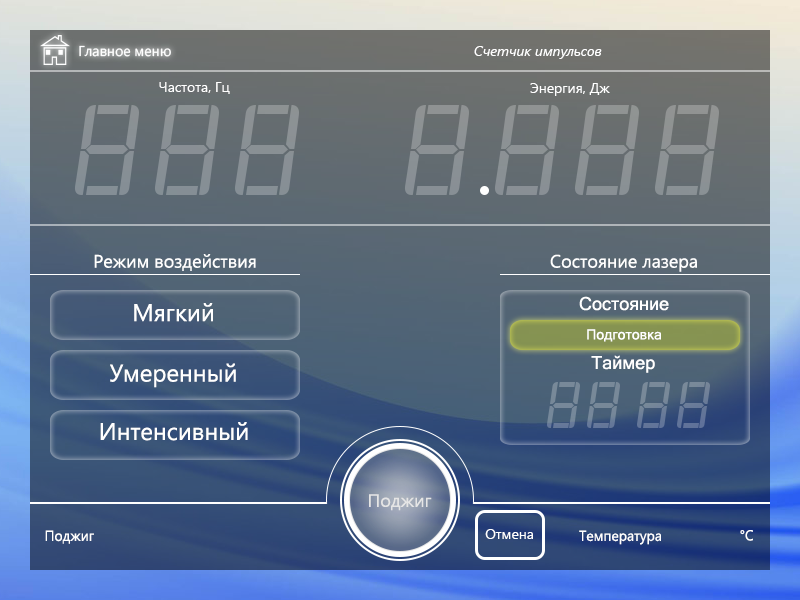 Главное меню
Счетчик импульсов
Частота, Гц
Энергия, Дж
Режим воздействия
Состояние лазера
Мягкий
Умеренный
Интенсивный
Состояние
Подготовка
Таймер
Поджиг
Поджиг
Отмена
Температура
°C